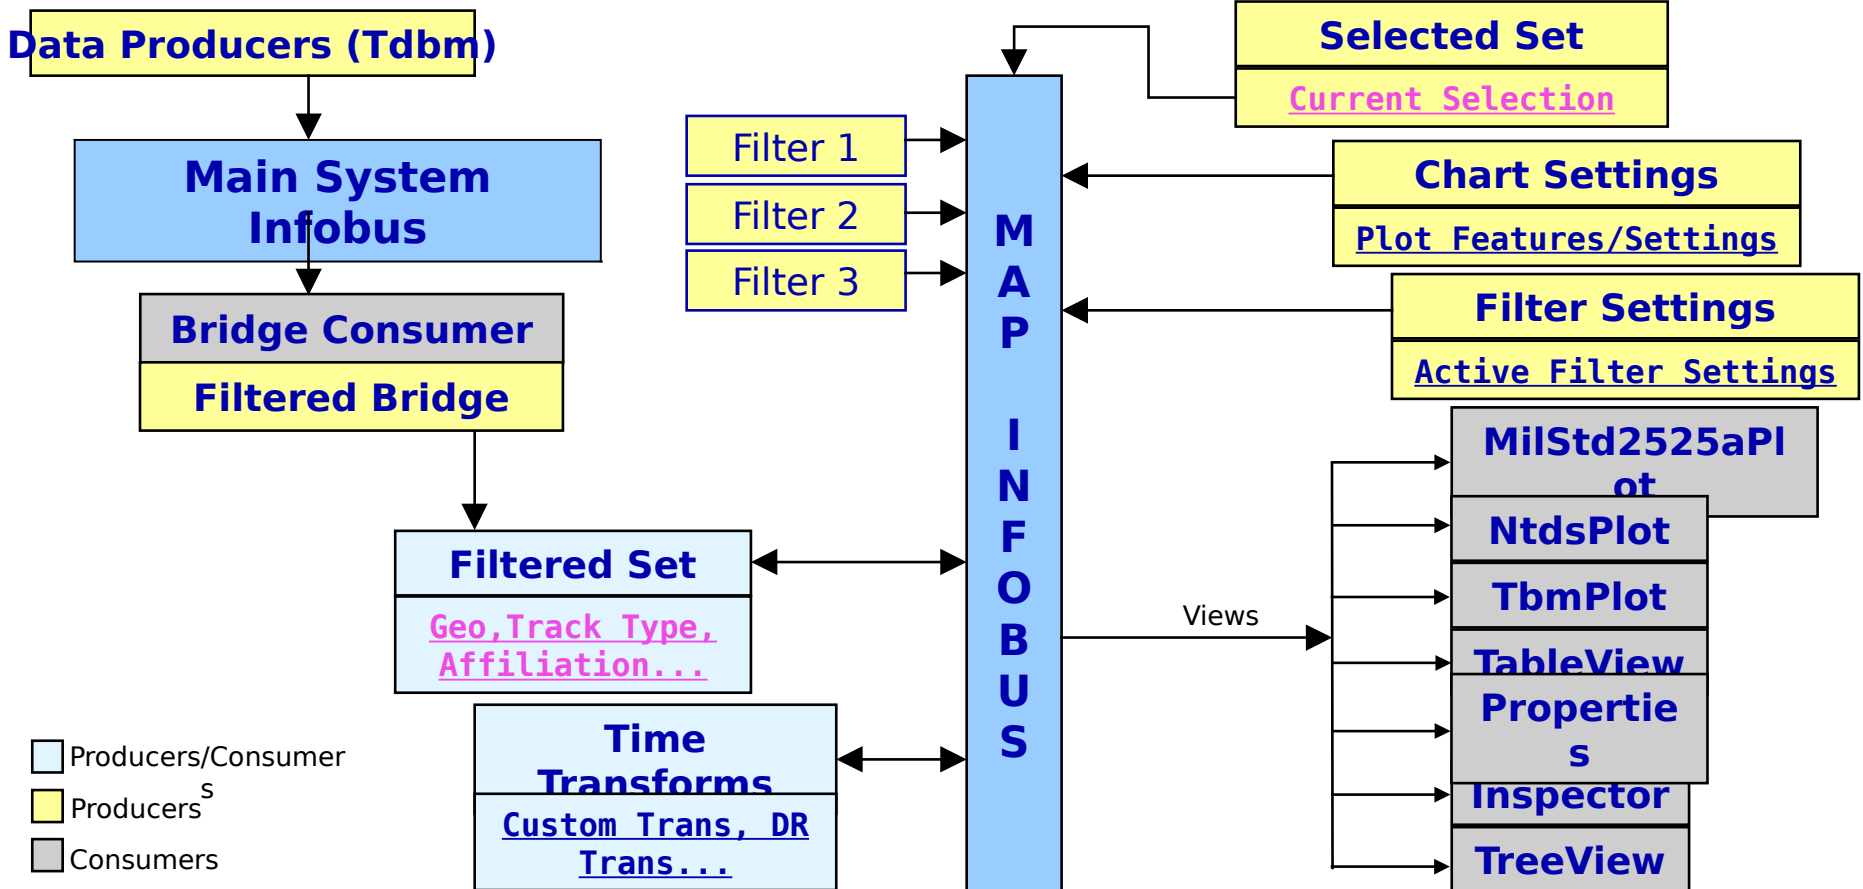 Data Producers (Tdbm)
Main System
Infobus
Bridge Consumer
Filtered Bridge
Filtered Set
Geo,Track Type,
Affiliation...
Time
Transforms
Custom Trans, DR
Trans...
Producers/Consumer
s
Producers
Consumers
Filter 1
Filter 2
Filter 3
M
A
P
I
N
F
O
B
U
S
Selected Set
Current Selection
Chart Settings
Plot Features/Settings
Filter Settings
Active Filter Settings
Views
MilStd2525aPl
ot
NtdsPlot
TbmPlot
TableView
Propertie
s
Inspector
TreeView